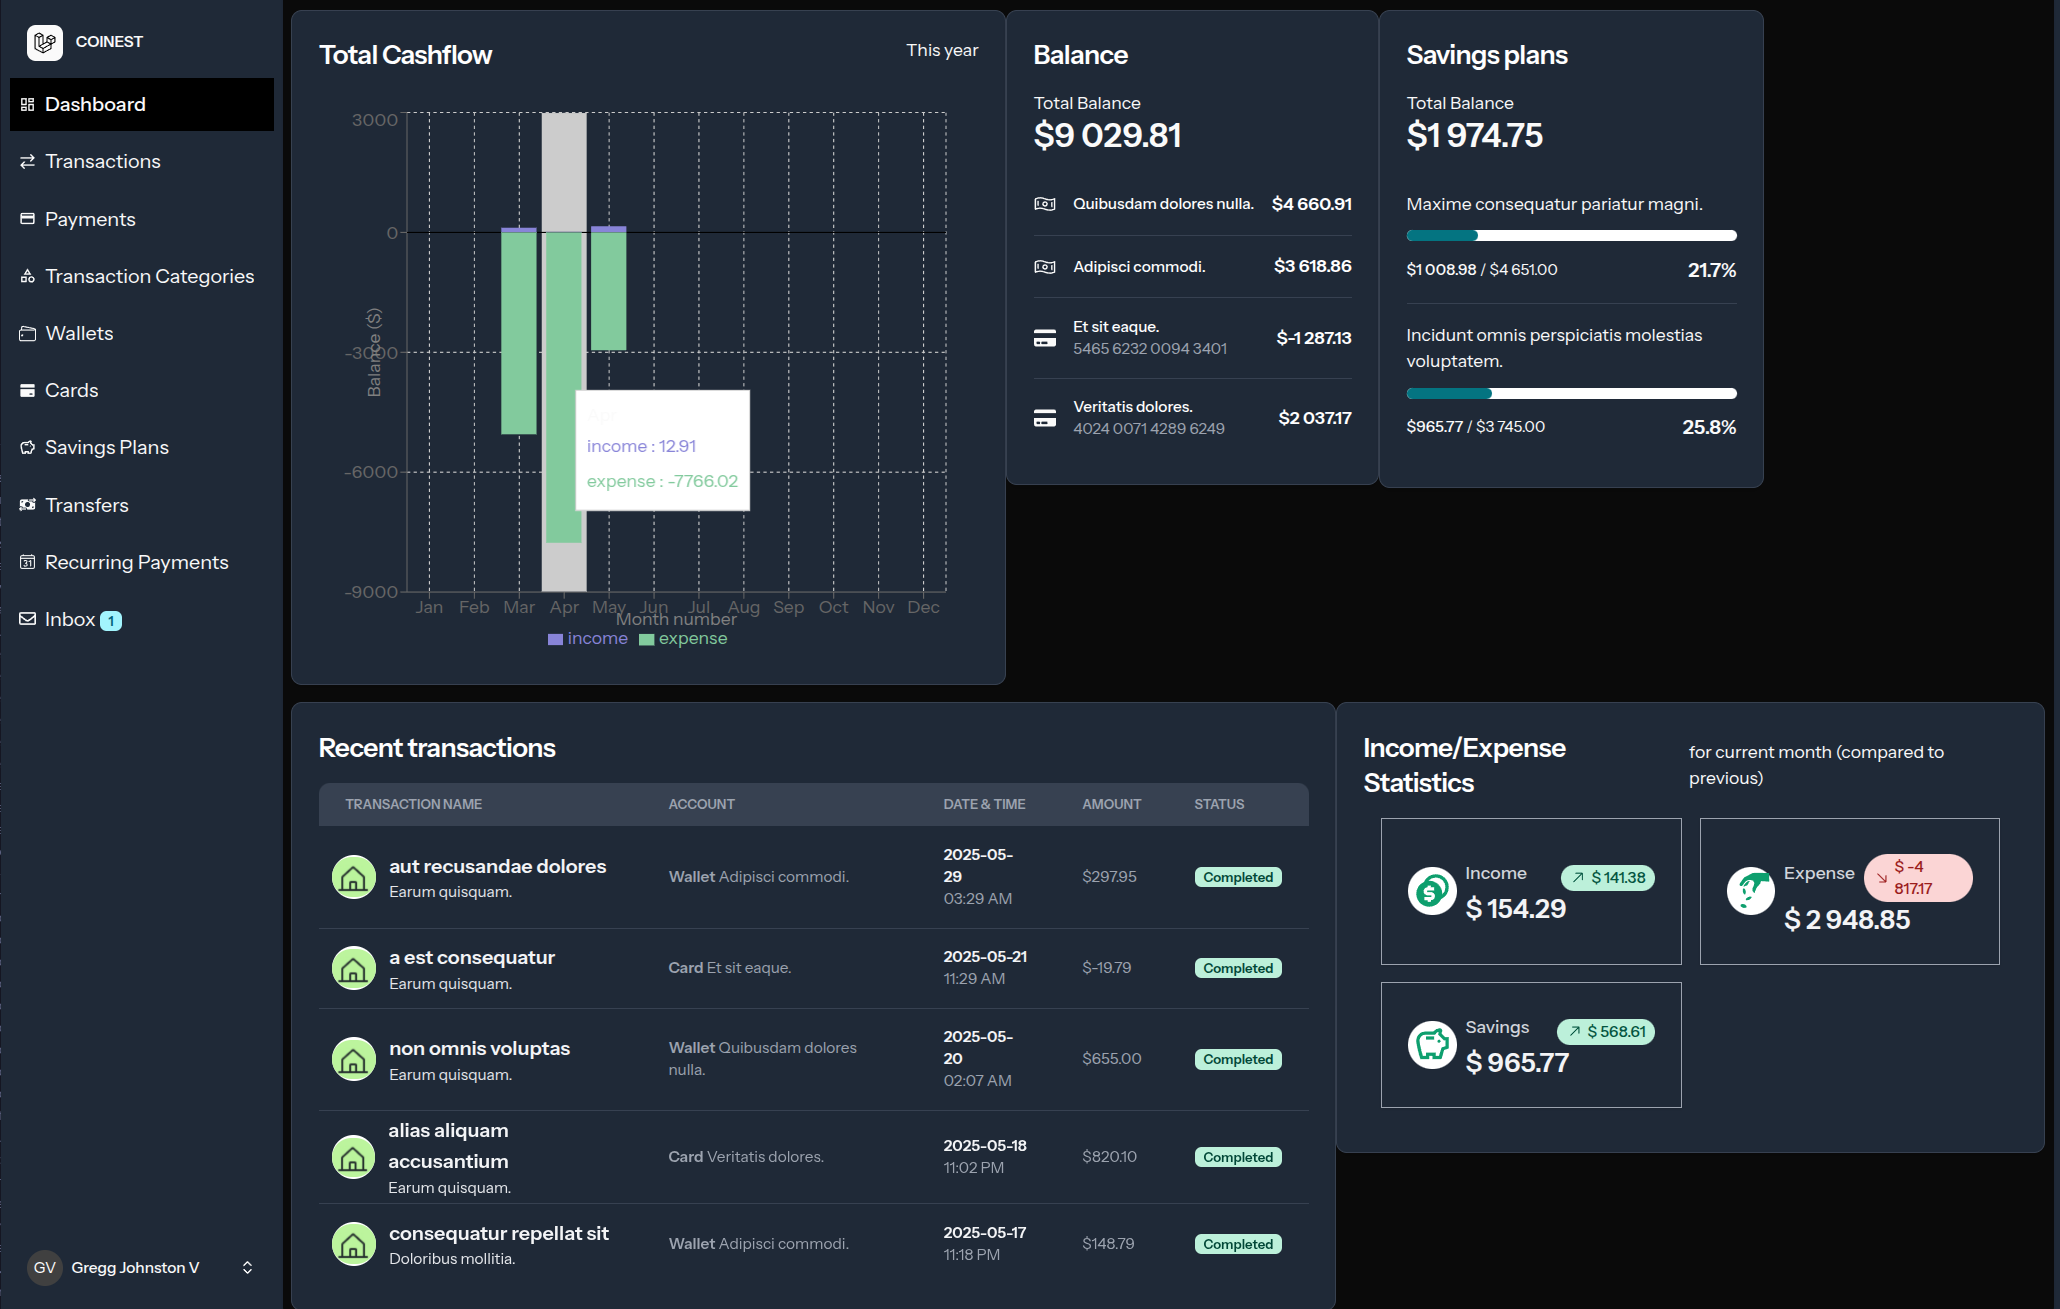 COINEST
Dashboard
Transactions
Payments
Transaction Categories
Wallets
Cards
Savings Plans
Transfers
31 Recurring Payments
Inbox 1
GV Gregg Johnston V
Total Cashflow
This year
3000
0
-3000
-6000
-9000
Balance ($)
Apr
income : 12.91
expense : -7766.02
Jan Feb Mar Apr May Jun Jul Aug Sep Oct Nov Dec
Month number
income expense
Balance
Total Balance
$9 029.81
Quibusdam dolores nulla. $4 660.91
Adipisci commodi. $3 618.86
Et sit eaque.
5465 6232 0094 3401
$-1 287.13
Veritatis dolores.
4024 0071 4289 6249
$2 037.17
Savings plans
Total Balance
$1 974.75
Maxime consequatur pariatur magni.
$1 008.98 / $4 651.00 21.7%
Incidunt omnis perspiciatis molestias
voluptatem.
$965.77 / $3 745.00 25.8%
Recent transactions
TRANSACTION NAME ACCOUNT DATE & TIME AMOUNT STATUS
aut recusandae dolores
Earum quisquam.
Wallet Adipisci commodi.
2025-05-
29
03:29 AM
$297.95
Completed
a est consequatur
Earum quisquam.
Card Et sit eaque.
2025-05-21
11:29 AM
$-19.79
Completed
non omnis voluptas
Earum quisquam.
Wallet Quibusdam dolores
nulla.
2025-05-
20
02:07 AM
$655.00
Completed
alias aliquam
accusantium
Earum quisquam.
Card Veritatis dolores.
2025-05-18
11:02 PM
$820.10
Completed
consequatur repellat sit
Doloribus mollitia.
Wallet Adipisci commodi.
2025-05-17
11:18 PM
$148.79
Completed
Income/Expense
Statistics
for current month (compared to
previous)
Income
$ 141.38
$ 154.29
Expense
$ -4
817.17
$ 2 948.85
Savings
$ 568.61
$ 965.77